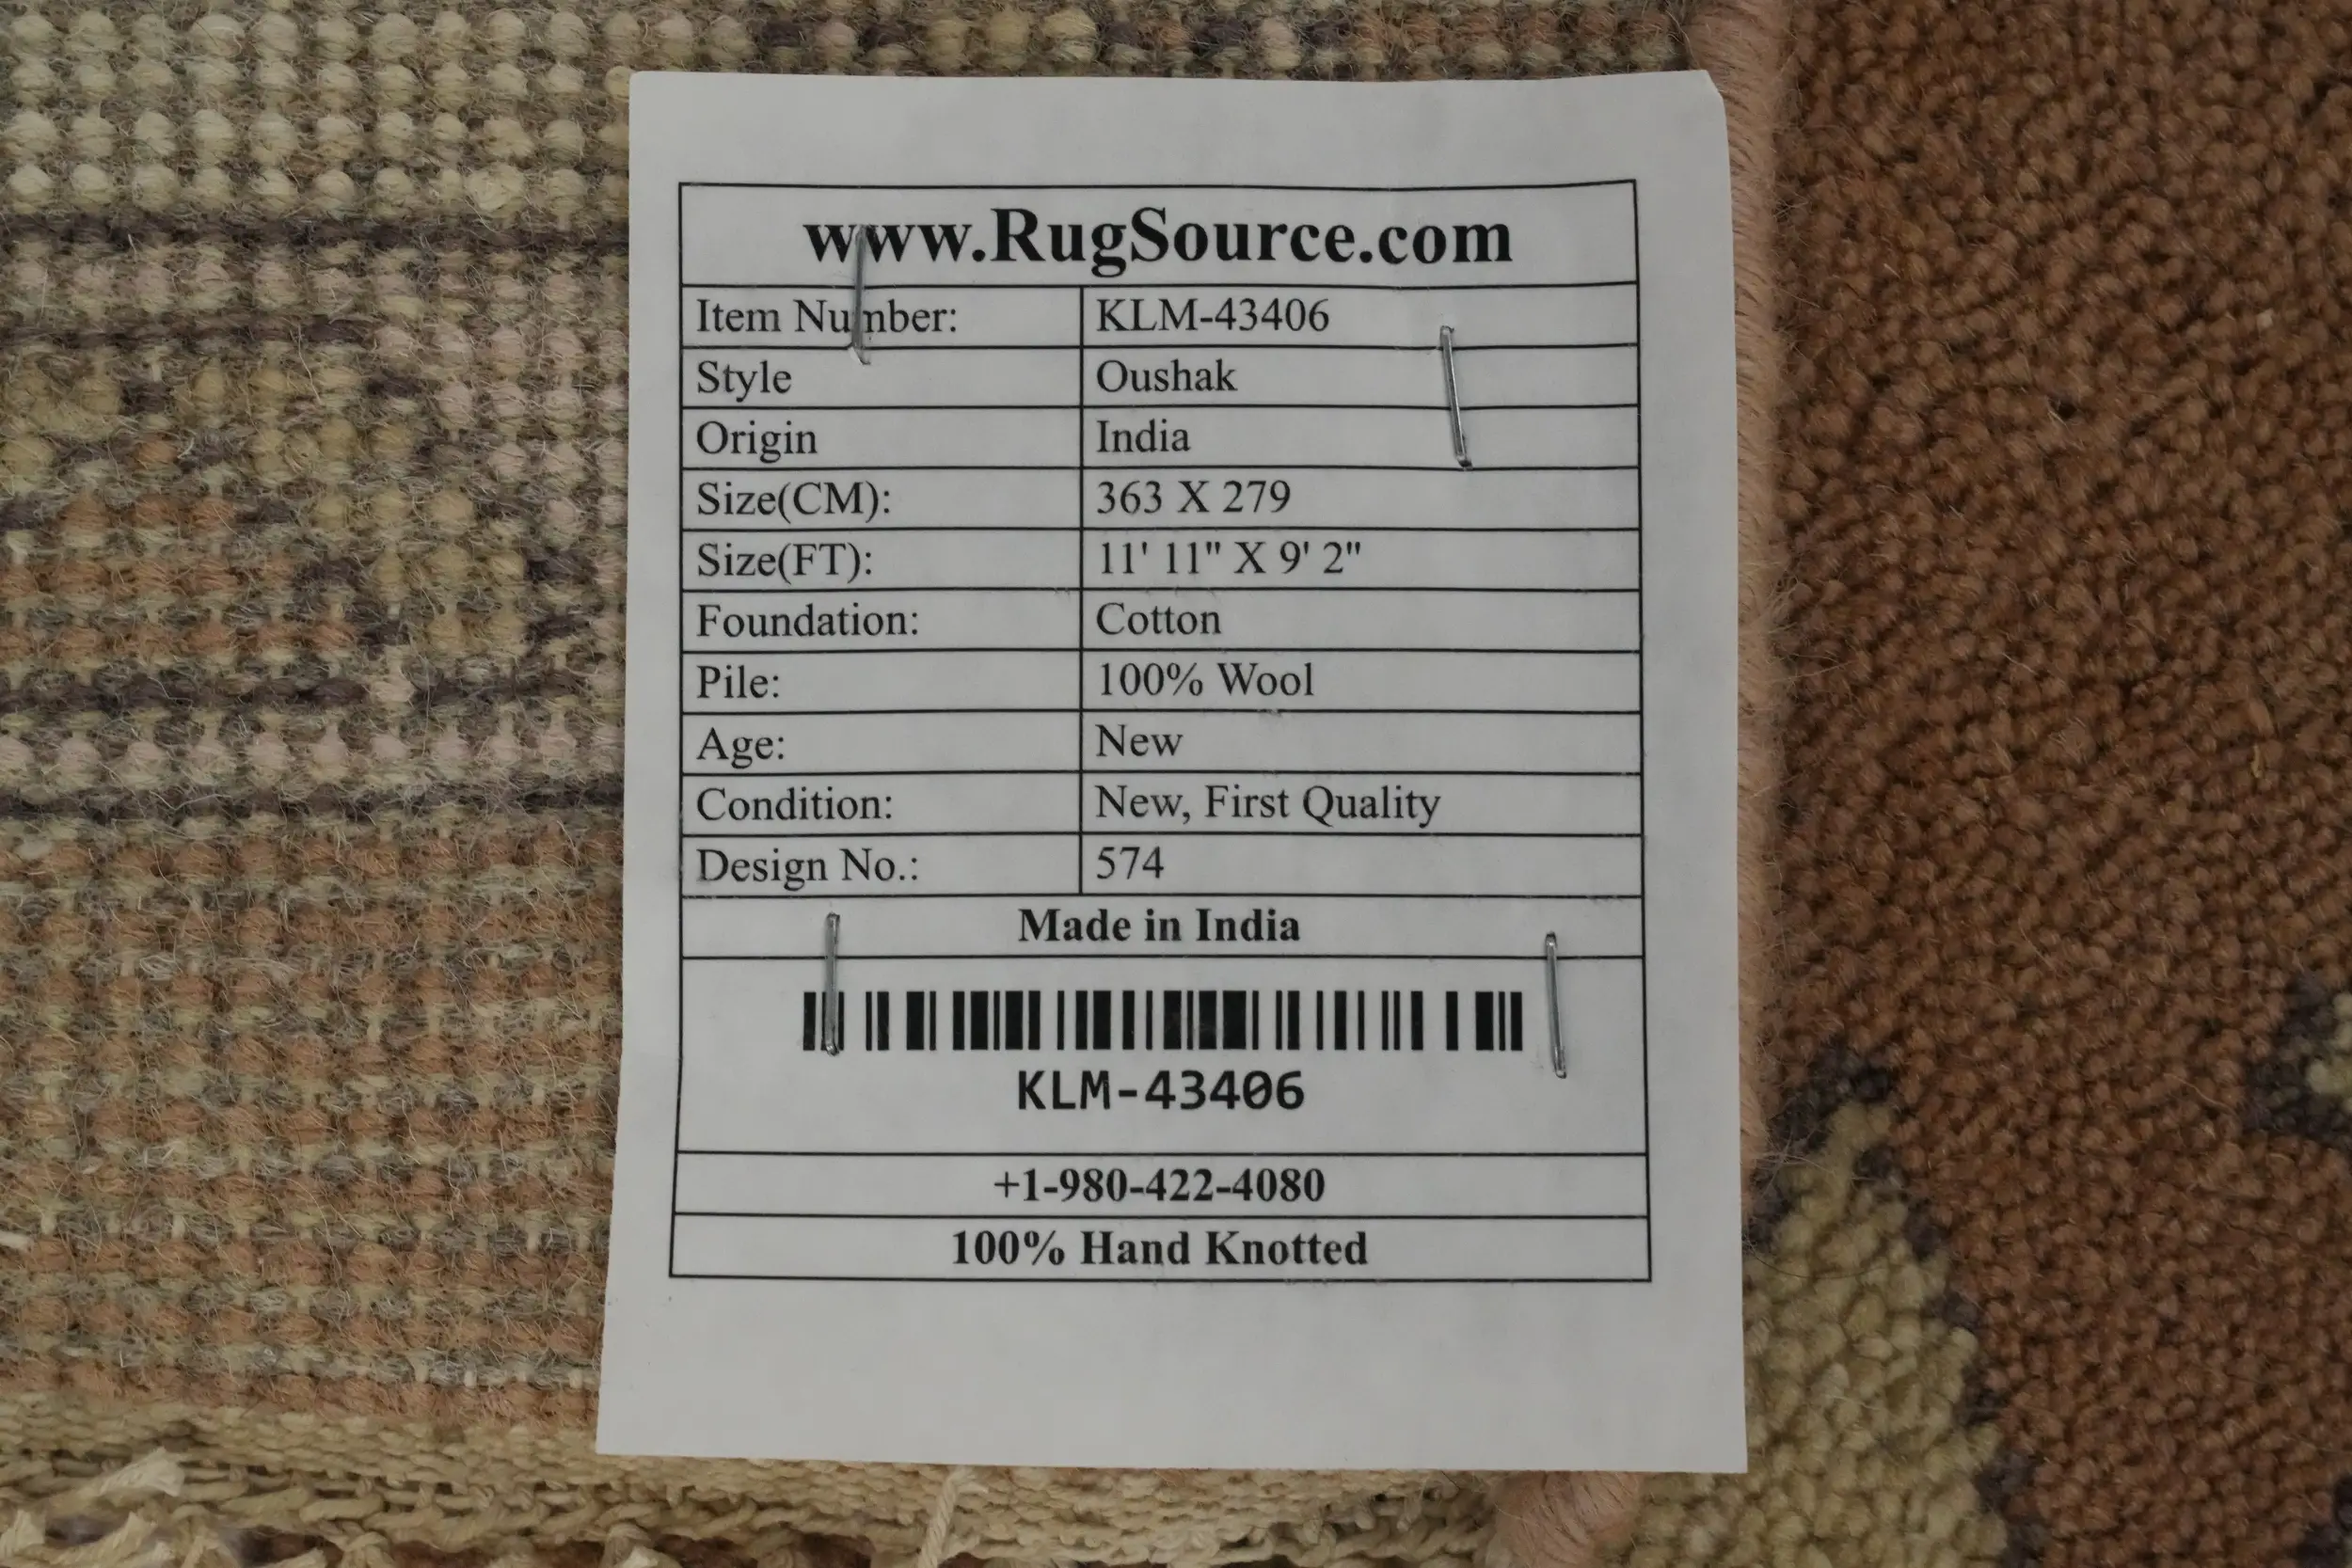 www.RugSource.com
Item Number: KLM-43406
Style Oushak
Origin India
Size(CM): 363 X 279
Size(FT): 11' 11" X 9' 2"
Foundation: Cotton
Pile: 100% Wool
Age: New
Condition: New, First Quality
Design No.: 574
Made in India
KLM-43406
+1-980-422-4080
100% Hand Knotted